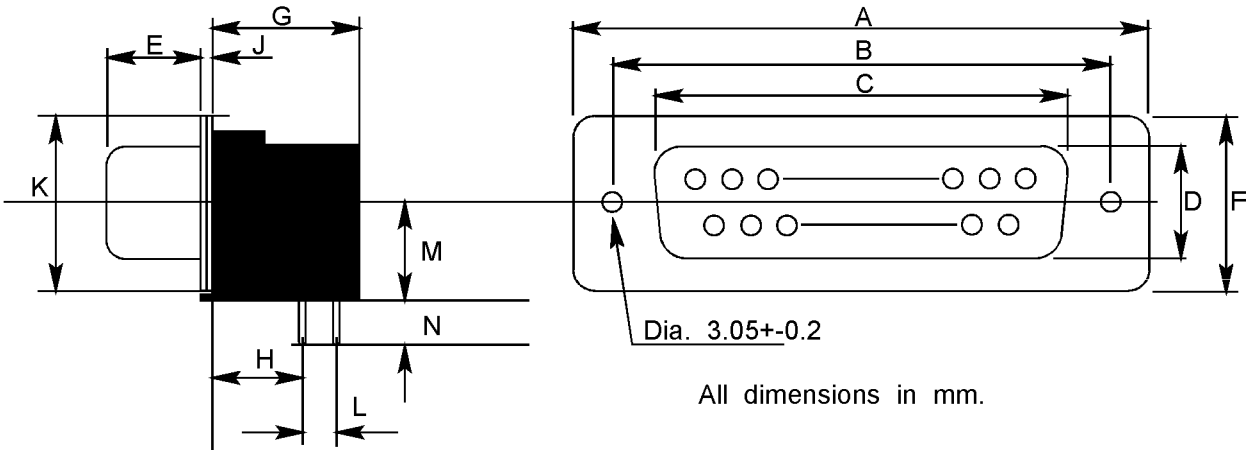 G
A
E
J
B
C
K
D
F
M
N
Dia. 3.05+-0.2
H
All dimensions in mm.
L